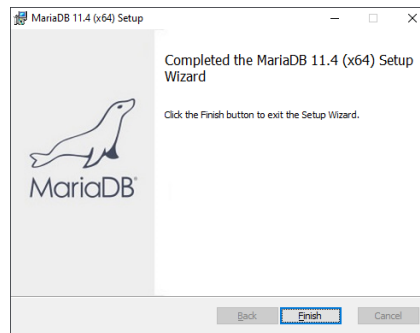 MariaDB 11.4 (x64) Setup
Completed the MariaDB 11.4 (x64) Setup
Wizard
Click the Finish button to exit the Setup Wizard.
MariaDB
Back
Finish
Cancel